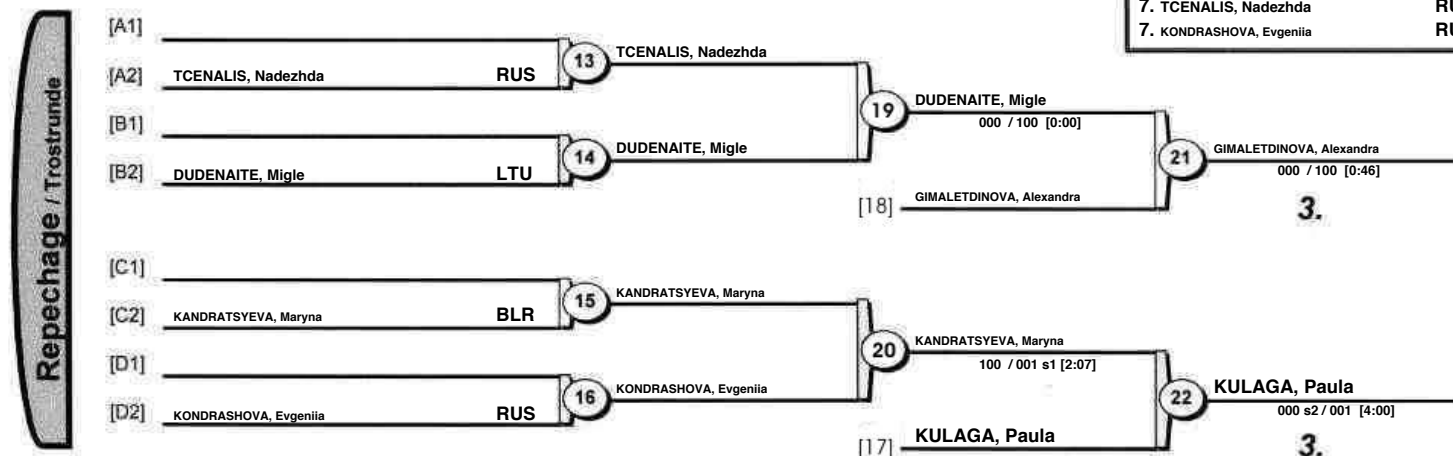 7. TCENALIS, Nadezhda RU
7. KONDRASHOVA, Evgeniia RU
Repechage / Trostrunde
[A1]
[A2] TCENALIS, Nadezhda RUS
13 TCENALIS, Nadezhda
[B1]
[B2] DUDENAITE, Migle LTU
14 DUDENAITE, Migle
19 DUDENAITE, Migle
000 / 100 [0:00]
[18] GIMALETDINOVA, Alexandra
21 GIMALETDINOVA, Alexandra
000 / 100 [0:46]
3.
[C1]
[C2] KANDRATSYEVA, Maryna BLR
15 KANDRATSYEVA, Maryna
[D1]
[D2] KONDRASHOVA, Evgeniia RUS
16 KONDRASHOVA, Evgeniia
20 KANDRATSYEVA, Maryna
100 / 001 s1 [2:07]
[17] KULAGA, Paula
22 KULAGA, Paula
000 s2 / 001 [4:00]
3.